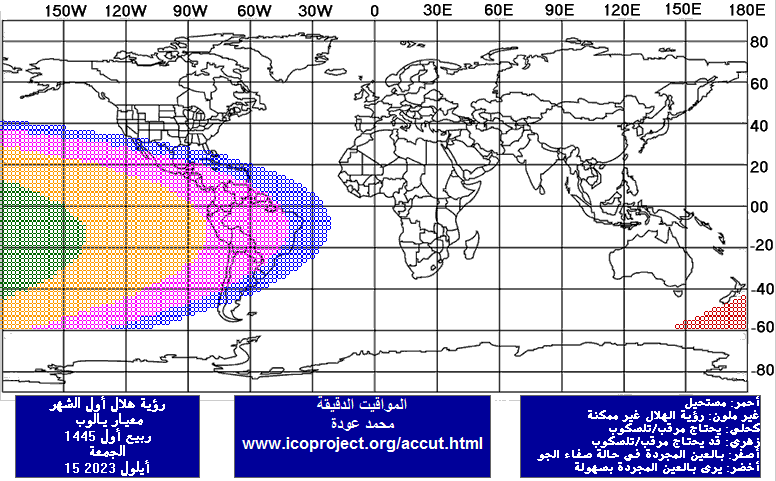 150W 120W 90W 60W 30W 0 30E 60E 90E 120E 150E 180E
80
60
40
20
00
-20
-40
-60
-80
رؤية هلال أول الشهر
معيار يالوب
ربيع أول 1445
الجمعة
15 أيلول 2023
المواقيت الدقيقة
محمد عودة
www.icoproject.org/accut.html
أحمر: مستحيل
غير ملون: رؤية الهلال غير ممكنة
كحلي: يحتاج مرقب/تلسكوب
زهري: قد يحتاج مرقب/تلسكوب
أصفر: بالعين المجردة في حالة صفاء الجو
أخضر: يرى بالعين المجردة بسهولة